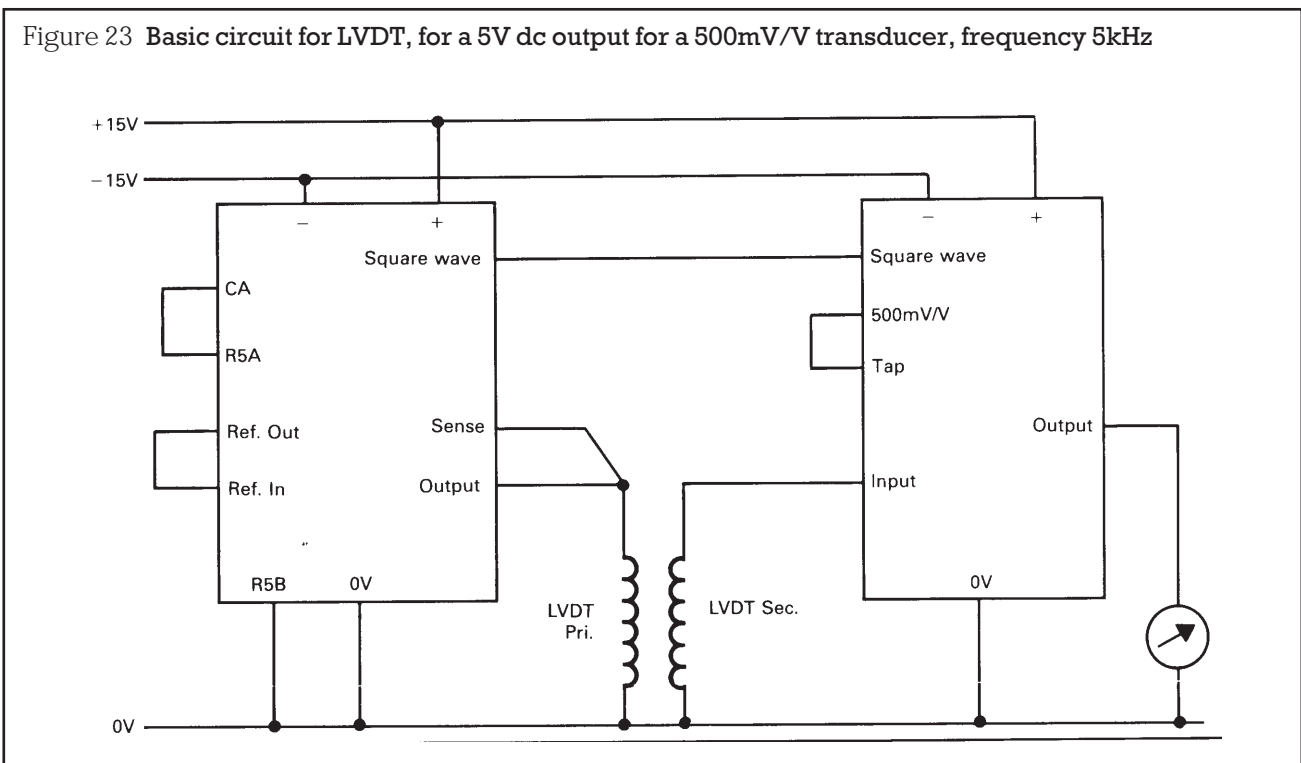 Figure 23 Basic circuit for LVDT, for a 5V dc output for a 500mV/V transducer, frequency 5kHz
+15V
−15V
− +
− +
Square wave
Square wave
CA
500mV/V
R5A
Tap
Ref. Out
Sense
Output
Ref. In
Output
Input
R5B 0V
0V
LVDT
Pri.
LVDT Sec.
0V